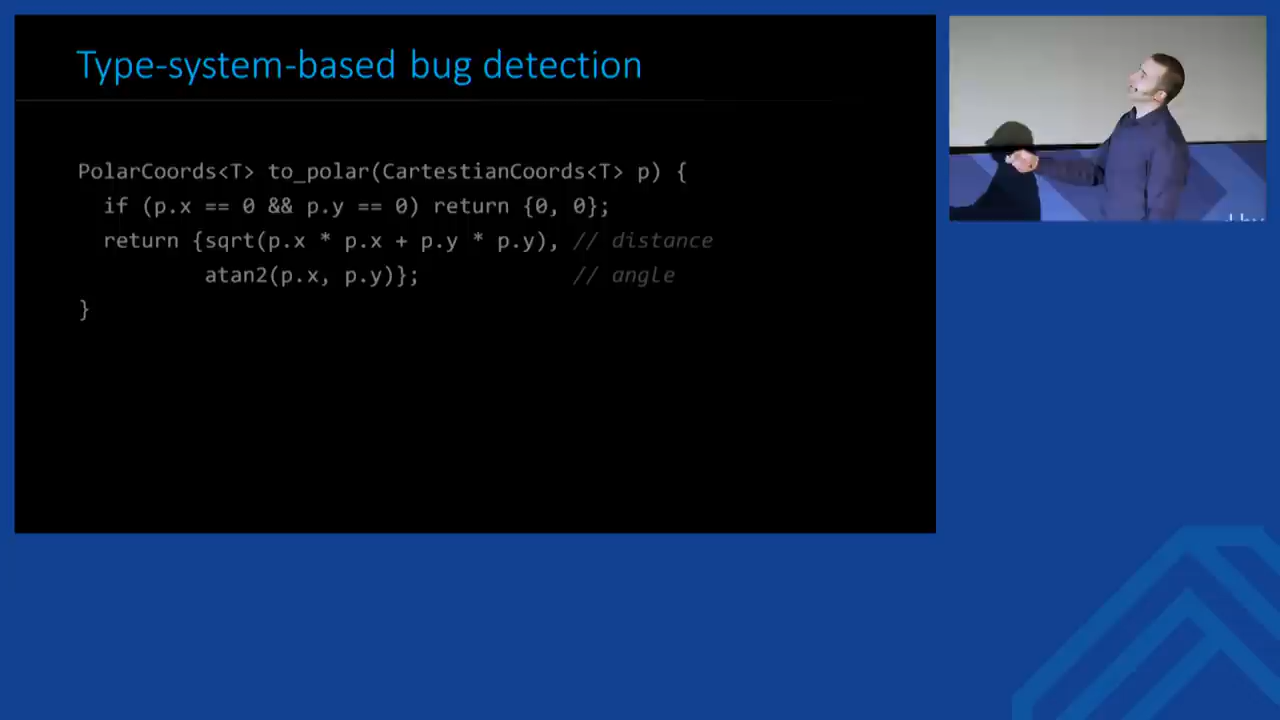 Type-system-based bug detection
PolarCoords<T> to_polar(CartestianCoords<T> p) {
if (p.x == 0 && p.y == 0) return {0, 0};
return {sqrt(p.x * p.x + p.y * p.y), // distance
atan2(p.x, p.y)}; // angle
}